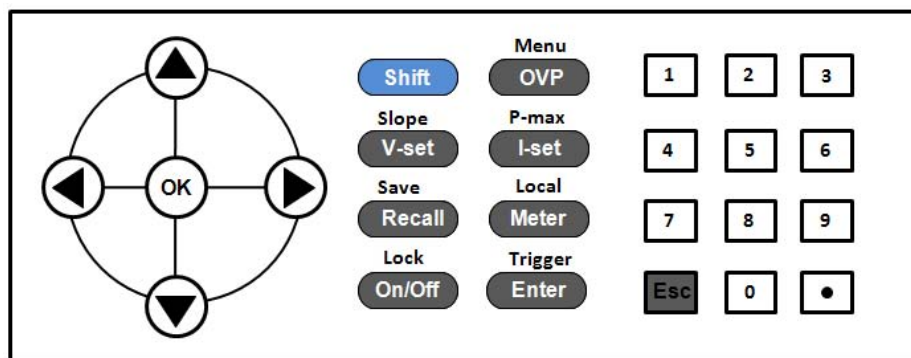 Menu
Shift OVP 1 2 3
Slope P-max
V-set I-set 4 5 6
OK
Save Local
Recall Meter 7 8 9
Lock Trigger
On/Off Enter Esc 0